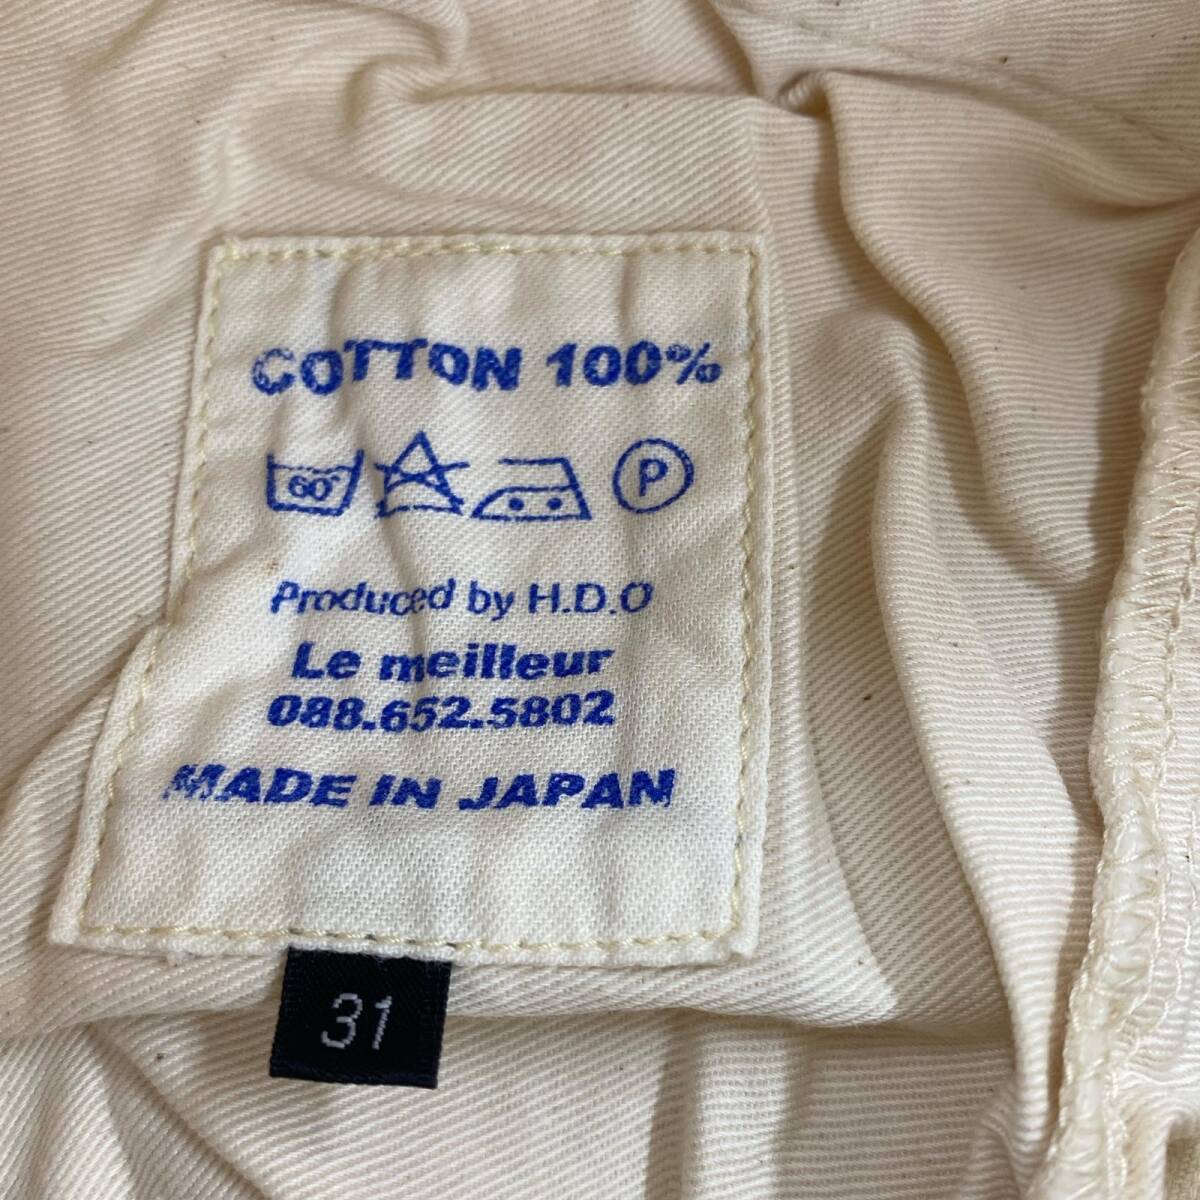 COTTON 100%
60° P
Produced by H.D.O
Le meilleur
088.652.5802
MADE IN JAPAN
31